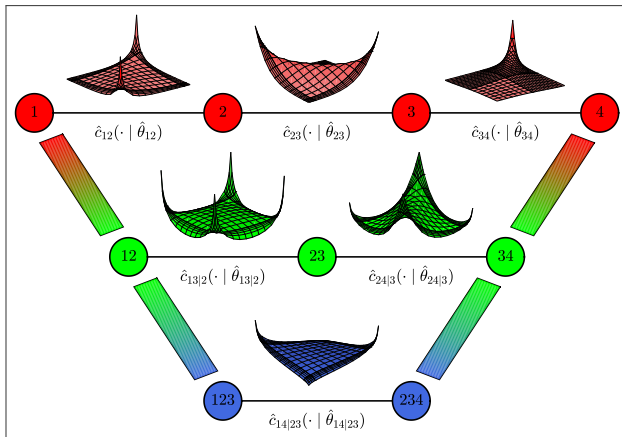 1 2 3 4
ĉ₁₂(· | θ̂₁₂) ĉ₂₃(· | θ̂₂₃) ĉ₃₄(· | θ̂₃₄)
12 23 34
ĉ₁₃|₂(· | θ̂₁₃|₂) ĉ₂₄|₃(· | θ̂₂₄|₃)
123 234
ĉ₁₄|₂₃(· | θ̂₁₄|₂₃)